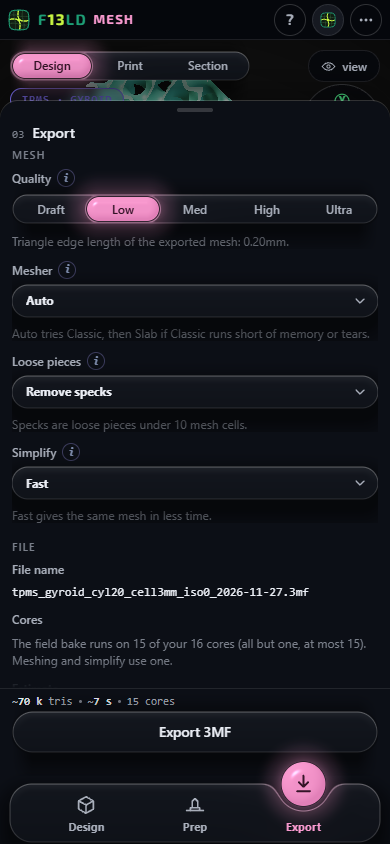 F13LD MESH
?
Design
Print
Section
view
TPMS · GYROID
Y
03 Export
MESH
Quality i
Draft
Low
Med
High
Ultra
Triangle edge length of the exported mesh: 0.20mm.
Mesher i
Auto
Auto tries Classic, then Slab if Classic runs short of memory or tears.
Loose pieces i
Remove specks
Specks are loose pieces under 10 mesh cells.
Simplify i
Fast
Fast gives the same mesh in less time.
FILE
File name
tpms_gyroid_cyl20_cell3mm_iso0_2026-11-27.3mf
Cores
The field bake runs on 15 of your 16 cores (all but one, at most 15).
Meshing and simplify use one.
~70 k tris • ~7 s • 15 cores
Export 3MF
Design
Prep
Export